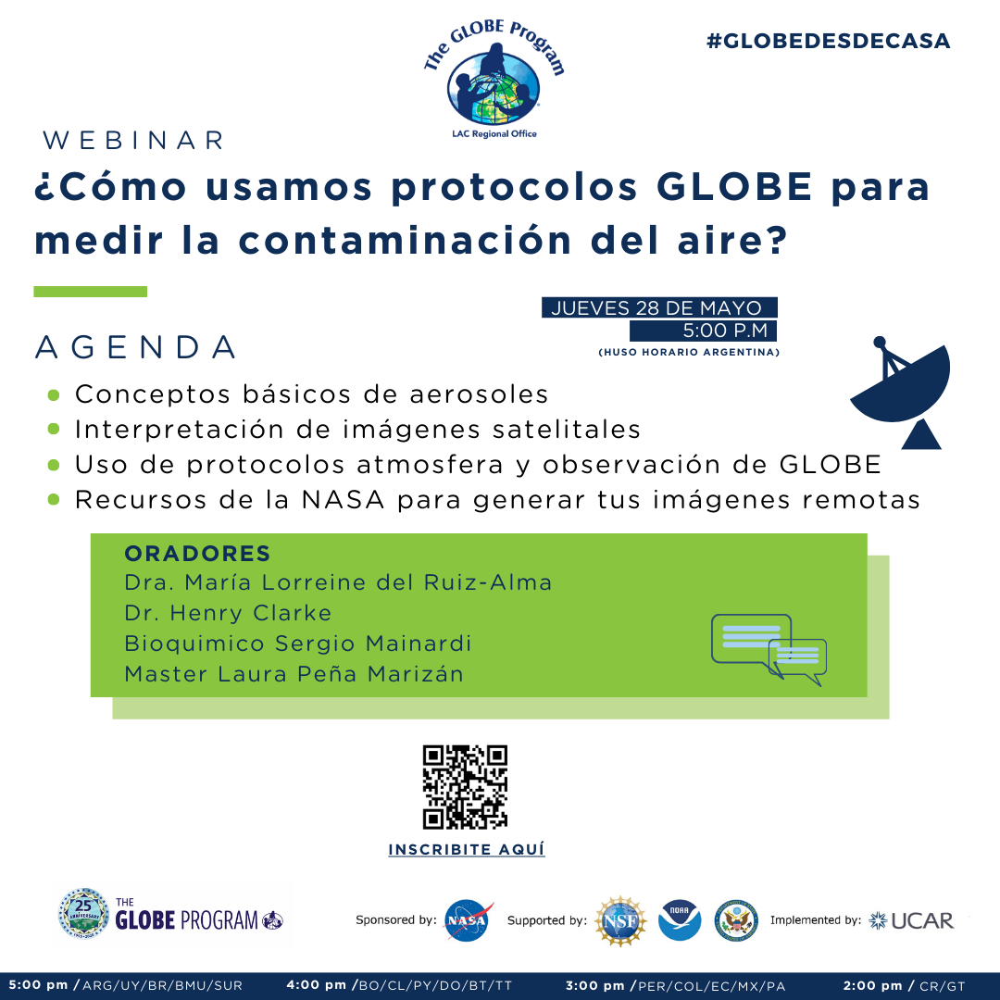 The GLOBE Program
LAC Regional Office
#GLOBEDESDECASA
WEBINAR
¿Cómo usamos protocolos GLOBE para
medir la contaminación del aire?
JUEVES 28 DE MAYO
5:00 P.M
(HUSO HORARIO ARGENTINA)
AGENDA
Conceptos básicos de aerosoles
Interpretación de imágenes satelitales
Uso de protocolos atmosfera y observación de GLOBE
Recursos de la NASA para generar tus imágenes remotas
ORADORES
Dra. María Lorreine del Ruiz-Alma
Dr. Henry Clarke
Bioquimico Sergio Mainardi
Master Laura Peña Marizán
INSCRIBITE AQUÍ
25
ANNIVERSARY
THE
GLOBE PROGRAM
Sponsored by:
NASA
Supported by:
NSF
NOAA
Implemented by:
UCAR
5:00 pm /ARG/UY/BR/BMU/SUR
4:00 pm /BO/CL/PY/DO/BT/TT
3:00 pm /PER/COL/EC/MX/PA
2:00 pm / CR/GT